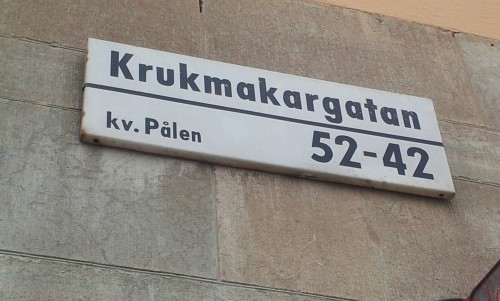 Krukmakargatan
kv. Pålen 52-42